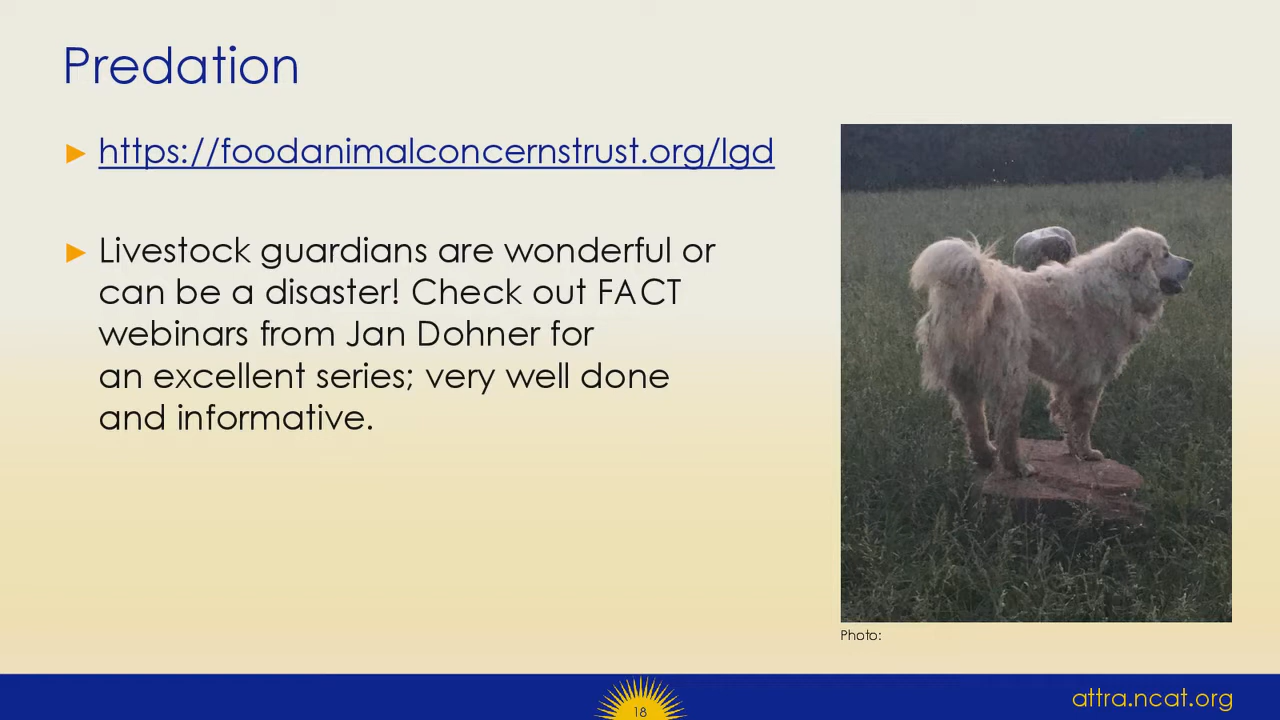 Predation
► https://foodanimalconcernstrust.org/lgd
► Livestock guardians are wonderful or
can be a disaster! Check out FACT
webinars from Jan Dohner for
an excellent series; very well done
and informative.
Photo:
18
attra.ncat.org